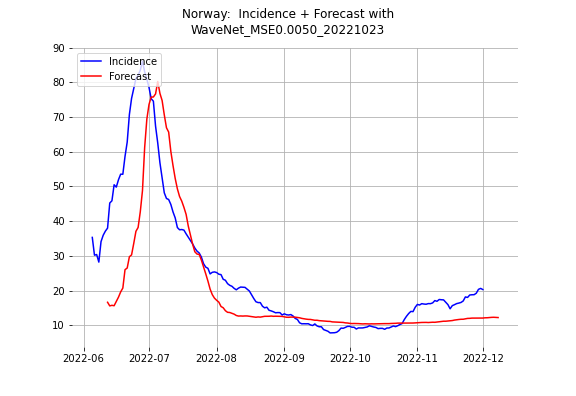 Norway:  Incidence + Forecast with
WaveNet_MSE0.0050_20221023
Incidence
Forecast
90
80
70
60
50
40
30
20
10
2022-06 2022-07 2022-08 2022-09 2022-10 2022-11 2022-12